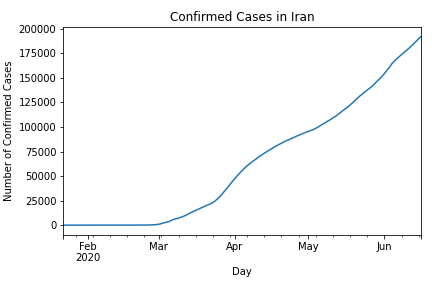 Confirmed Cases in Iran
Number of Confirmed Cases
200000
175000
150000
125000
100000
75000
50000
25000
0
Feb Mar Apr May Jun
2020
Day